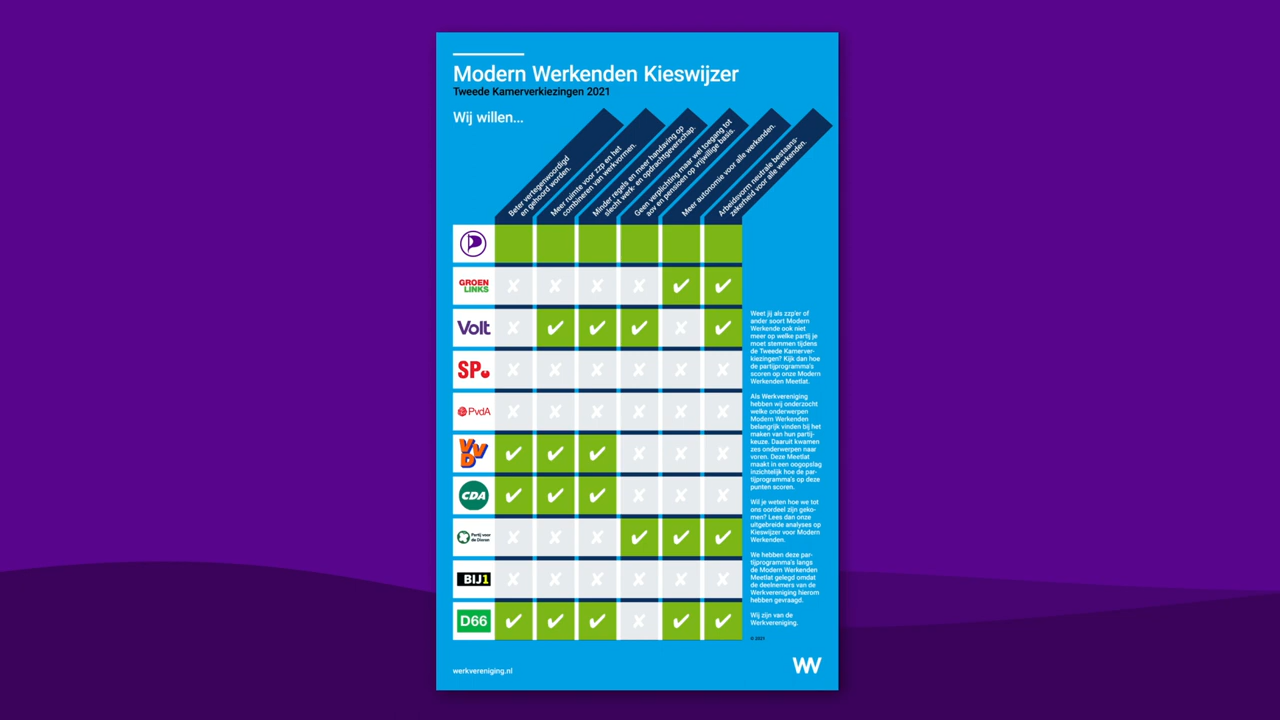 Modern Werkenden Kieswijzer
Tweede Kamerverkiezingen 2021
Wij willen...
Beter vertegenwoordigd
en gehoord worden.
Meer ruimte voor zzp en het
combineren van werkvormen.
Minder regels en meer handaving op
slecht werk- en opdrachtgeverschap.
Geen verplichting maar wel toegang tot
aov en pensioen op vrijwillige basis.
Meer autonomie voor alle werkenden.
Arbeidsvorm neutrale bestaans-
zekerheid voor alle werkenden.
GROEN
LINKS
Volt
SP
PvdA
VVD
CDA
Partij voor
de Dieren
BIJ1
D66
Weet jij als zzp'er of
ander soort Modern
Werkende ook niet
meer op welke partij je
moet stemmen tijdens
de Tweede Kamerver-
kiezingen? Kijk dan hoe
de partijprogramma's
scoren op onze Modern
Werkenden Meetlat.
Als Werkvereniging
hebben wij onderzocht
welke onderwerpen
Modern Werkenden
belangrijk vinden bij het
maken van hun partij-
keuze. Daaruit kwamen
zes onderwerpen naar
voren. Deze Meetlat
maakt in een oogopslag
inzichtelijk hoe de par-
tijprogramma's op deze
punten scoren.
Wil je weten hoe we tot
ons oordeel zijn geko-
men? Lees dan onze
uitgebreide analyses op
Kieswijzer voor Modern
Werkenden.
We hebben deze par-
tijprogramma's langs
de Modern Werkenden
Meetlat gelegd omdat
de deelnemers van de
Werkvereniging hierom
hebben gevraagd.
Wij zijn van de
Werkvereniging.
© 2021
werkvereniging.nl